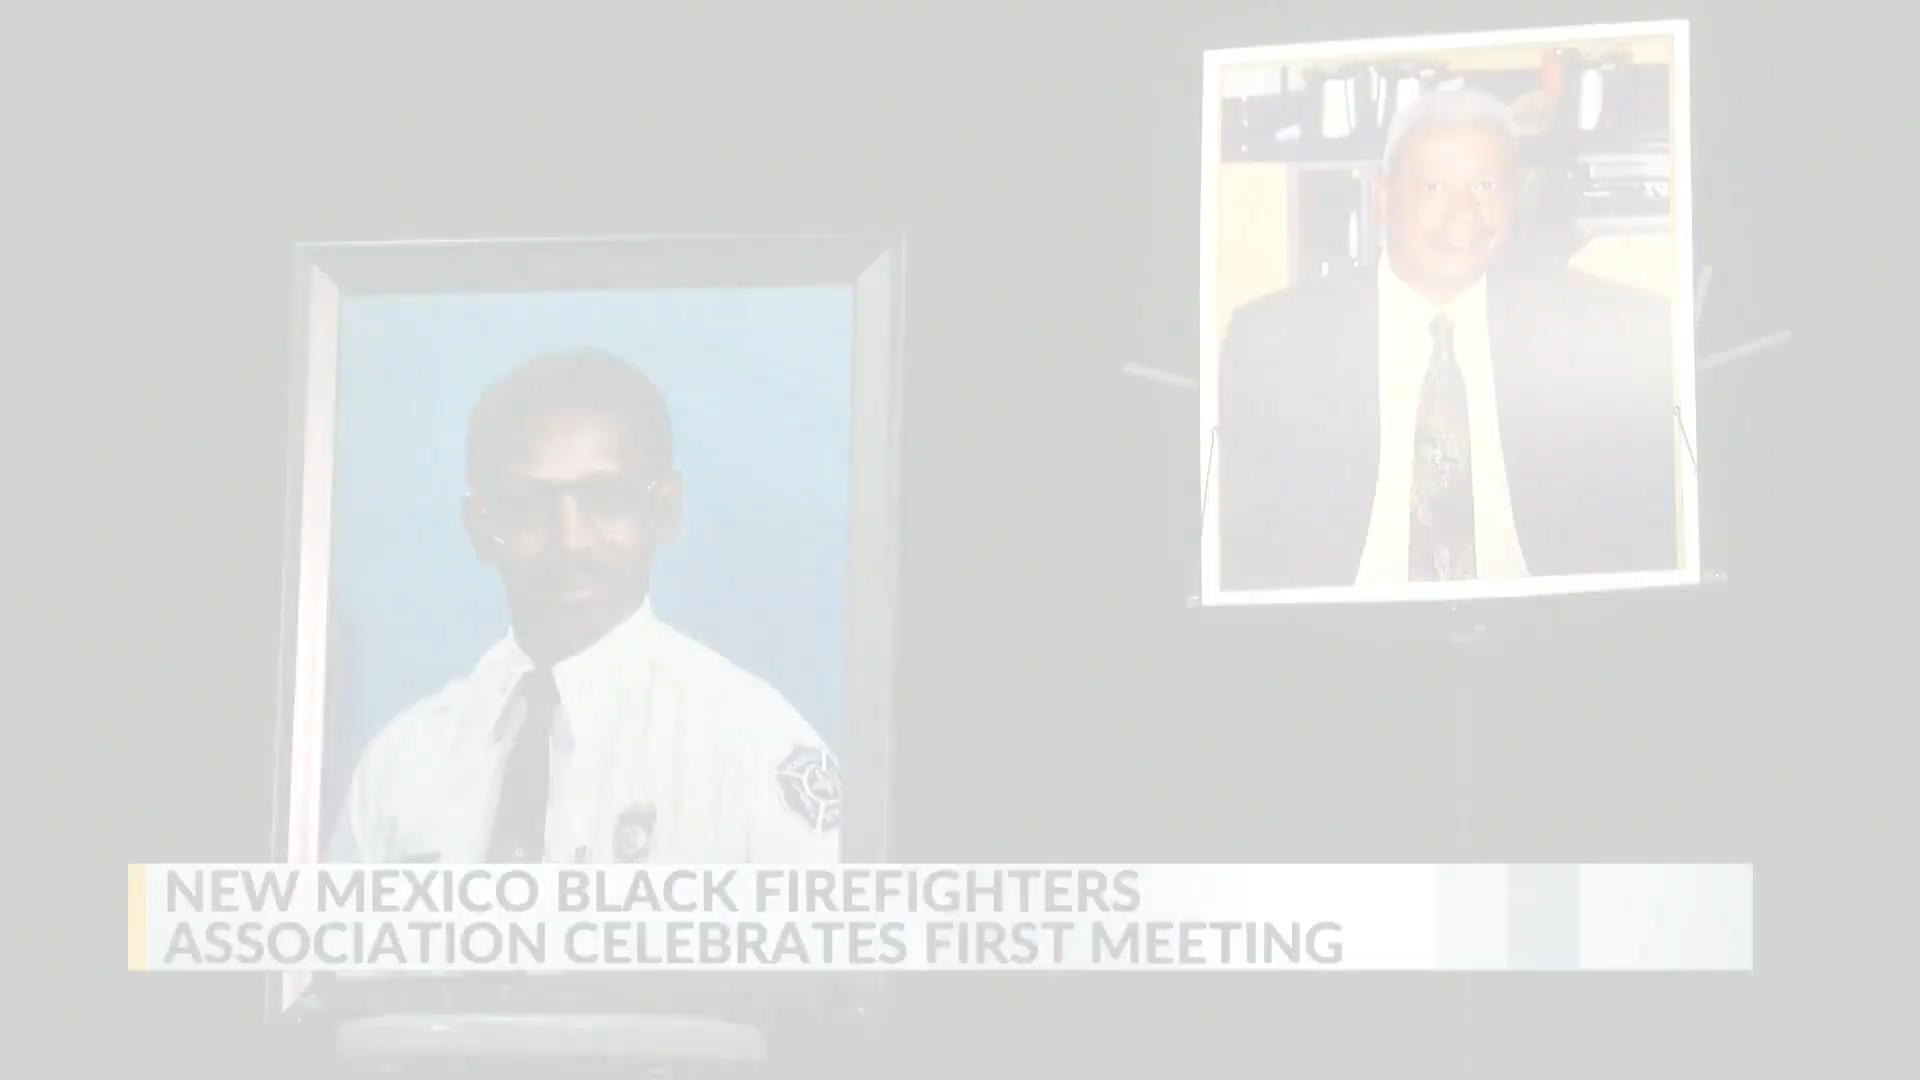 NEW MEXICO BLACK FIREFIGHTERS
ASSOCIATION CELEBRATES FIRST MEETING